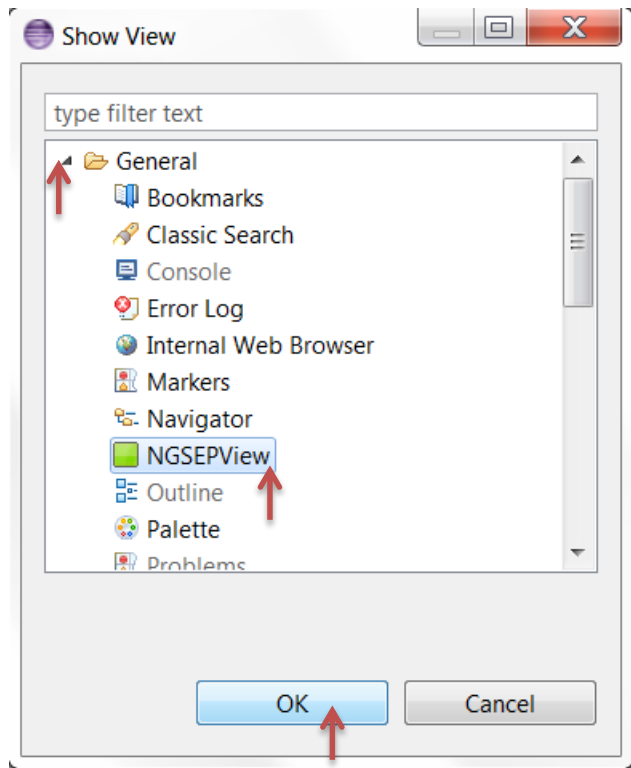 Show View
type filter text
General
Bookmarks
Classic Search
Console
Error Log
Internal Web Browser
Markers
Navigator
NGSEPView
Outline
Palette
Problems
OK
Cancel